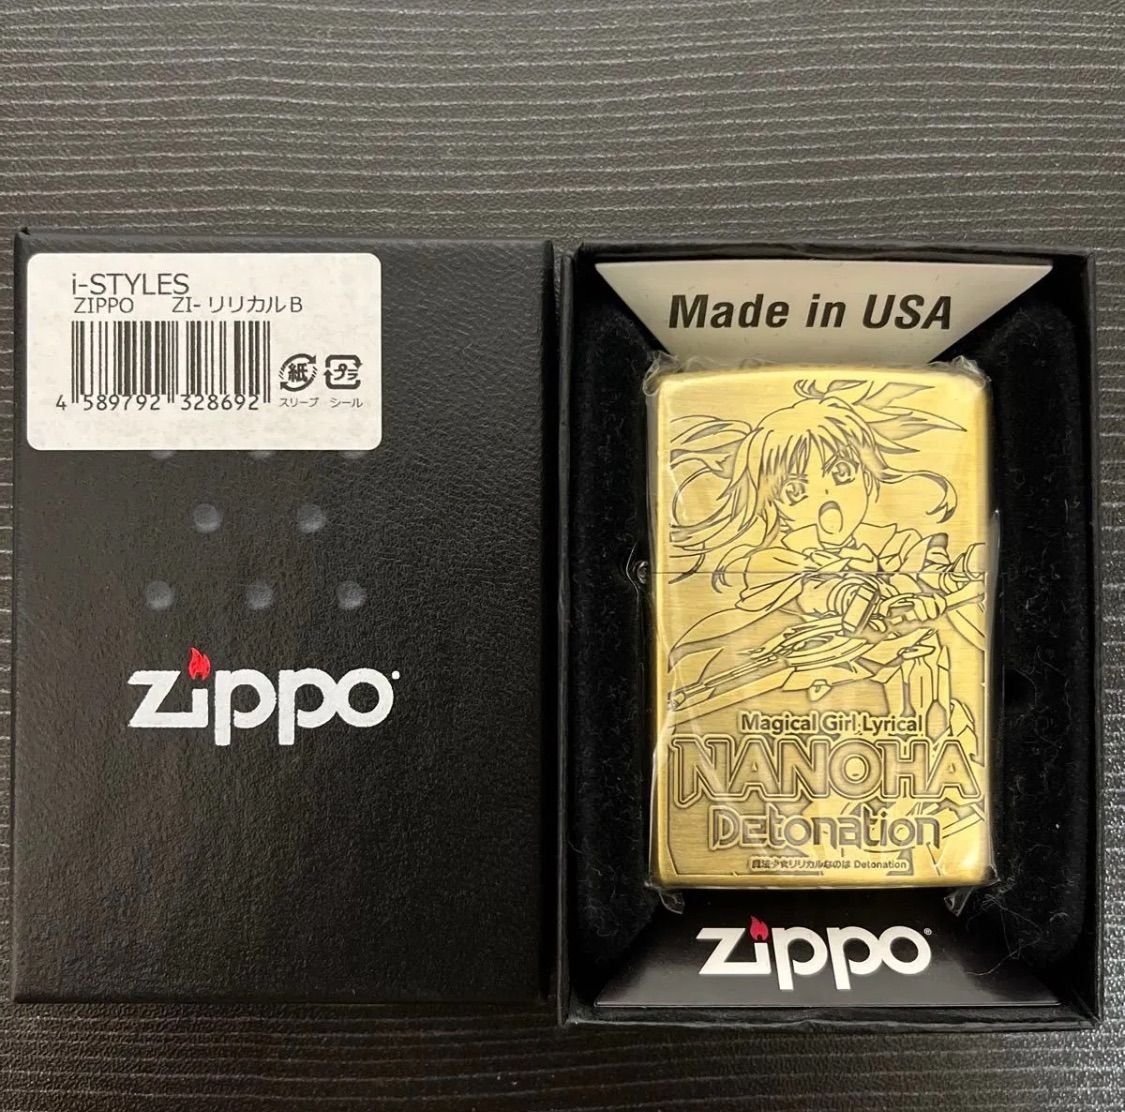 i-STYLES
ZIPPO ZI-リリカルB
4 589792 328692
紙 プラ
スリーブ シール
zippo
Made in USA
Magical Girl Lyrical
NANOHA
Detonation
魔法少女リリカルなのは Detonation
zippo